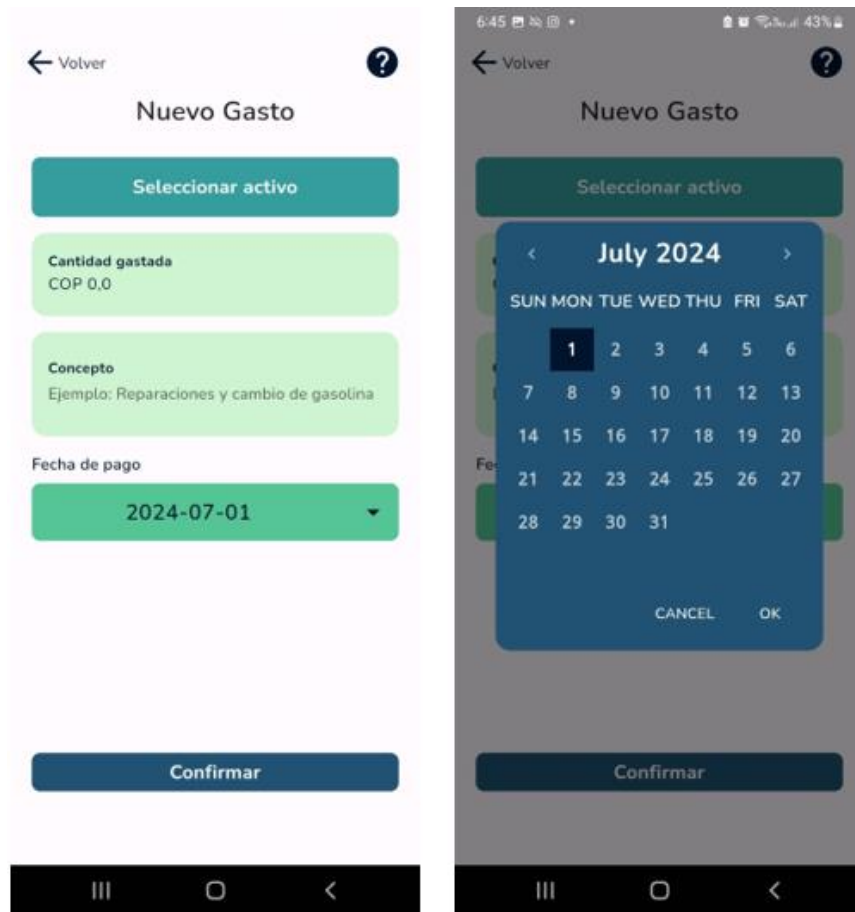 Volver
?
Nuevo Gasto
Seleccionar activo
Cantidad gastada
COP 0,0
Concepto
Ejemplo: Reparaciones y cambio de gasolina
Fecha de pago
2024-07-01
Confirmar
6:45
43%
Volver
?
Nuevo Gasto
Seleccionar activo
July 2024
SUN MON TUE WED THU FRI SAT
1 2 3 4 5 6
7 8 9 10 11 12 13
14 15 16 17 18 19 20
Fe
21 22 23 24 25 26 27
28 29 30 31
CANCEL OK
Confirmar